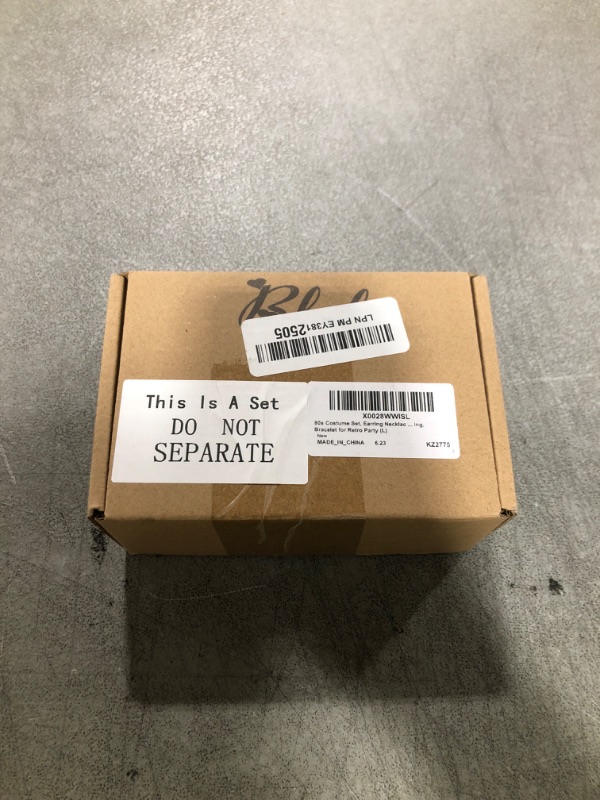 LPN PM EY3812505
This Is A Set
DO NOT
SEPARATE
X0028WWISL
80s Costume Set, Earring Necklac ... ing,
Bracelet for Retro Party (L)
New
MADE_IN_CHINA 6.23 KZ2775